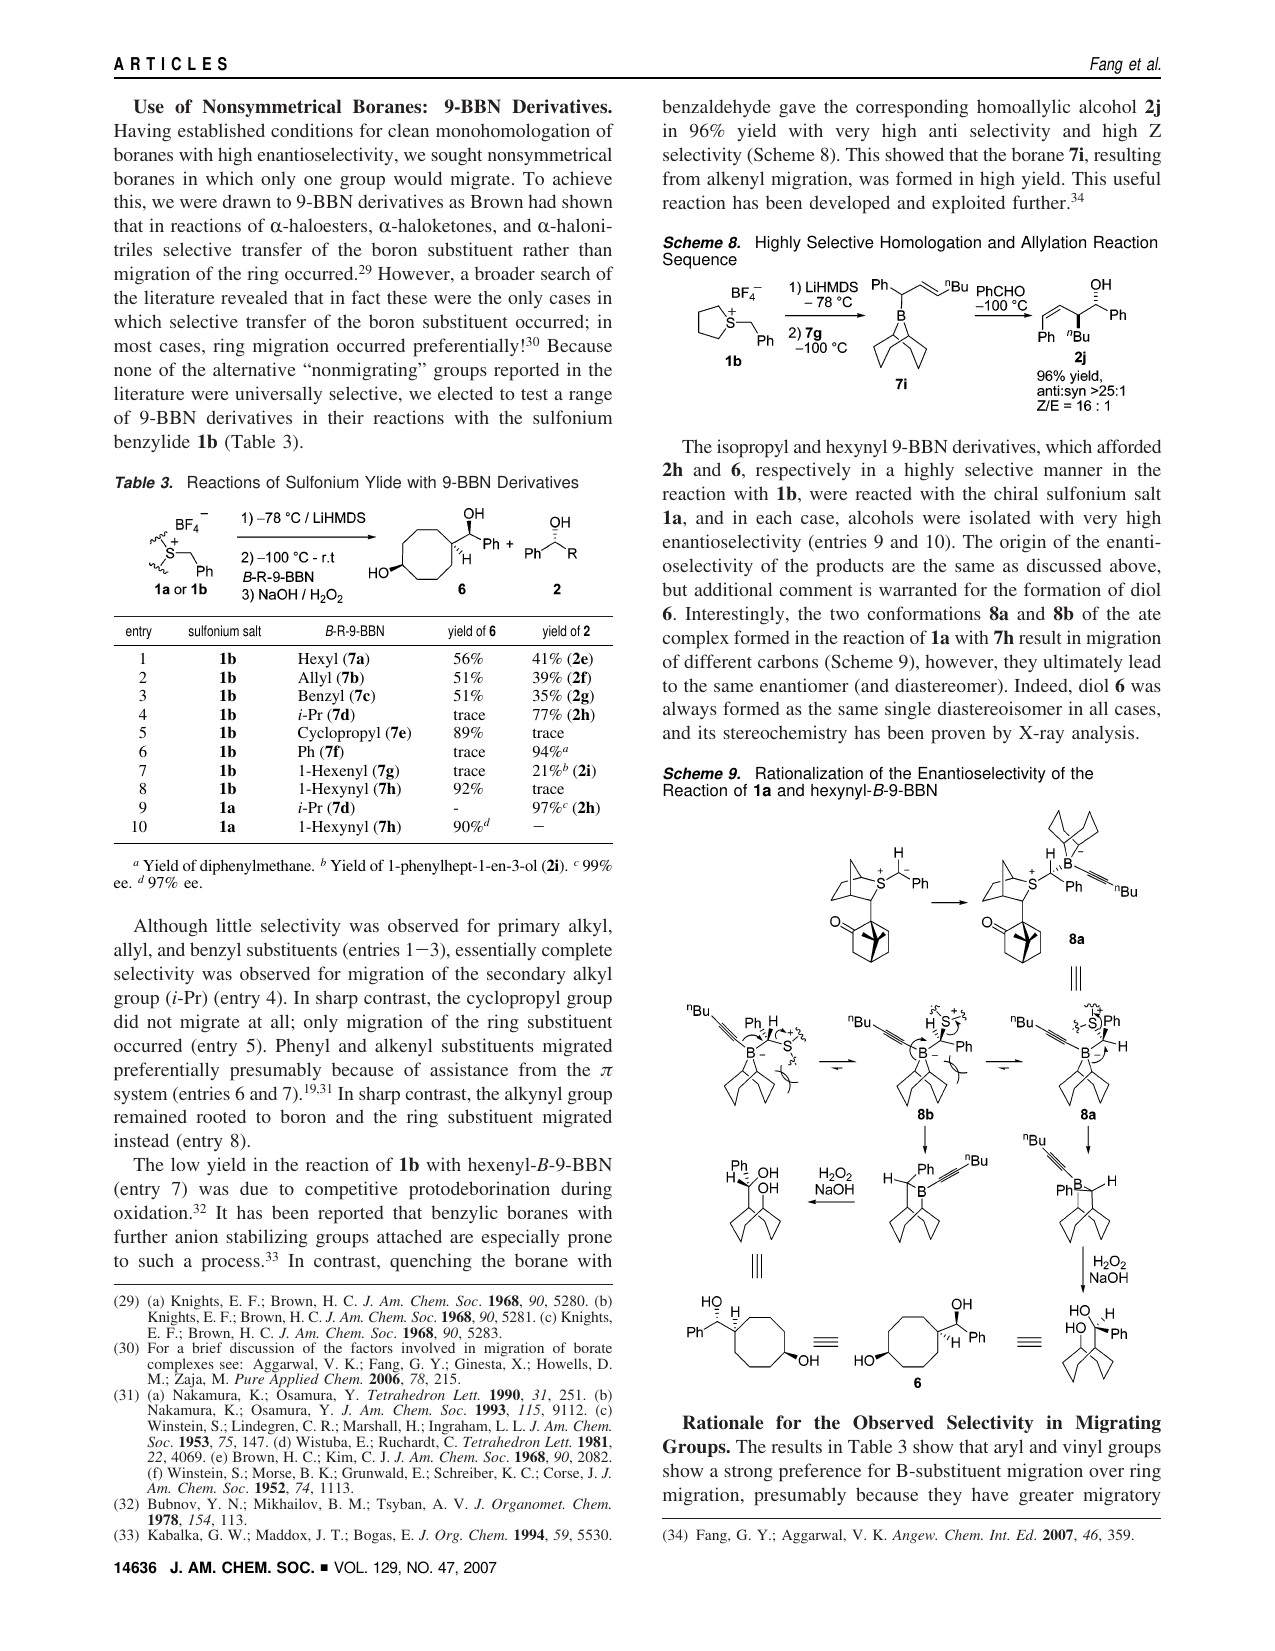 ARTICLES
Fang et al.
Use of Nonsymmetrical Boranes: 9-BBN Derivatives.
Having established conditions for clean monohomologation of
boranes with high enantioselectivity, we sought nonsymmetrical
boranes in which only one group would migrate. To achieve
this, we were drawn to 9-BBN derivatives as Brown had shown
that in reactions of α-haloesters, α-haloketones, and α-haloni-
triles selective transfer of the boron substituent rather than
migration of the ring occurred.29 However, a broader search of
the literature revealed that in fact these were the only cases in
which selective transfer of the boron substituent occurred; in
most cases, ring migration occurred preferentially!30 Because
none of the alternative “nonmigrating” groups reported in the
literature were universally selective, we elected to test a range
of 9-BBN derivatives in their reactions with the sulfonium
benzylide 1b (Table 3).
Table 3. Reactions of Sulfonium Ylide with 9-BBN Derivatives
BF4−
S+
Ph
1a or 1b
1) −78 °C / LiHMDS
2) −100 °C - r.t
B-R-9-BBN
3) NaOH / H2O2
OH
Ph +
H
HO
6
OH
Ph R
2
entry sulfonium salt B-R-9-BBN yield of 6 yield of 2
1 1b Hexyl (7a) 56% 41% (2e)
2 1b Allyl (7b) 51% 39% (2f)
3 1b Benzyl (7c) 51% 35% (2g)
4 1b i-Pr (7d) trace 77% (2h)
5 1b Cyclopropyl (7e) 89% trace
6 1b Ph (7f) trace 94%a
7 1b 1-Hexenyl (7g) trace 21%b (2i)
8 1b 1-Hexynyl (7h) 92% trace
9 1a i-Pr (7d) - 97%c (2h)
10 1a 1-Hexynyl (7h) 90%d −
a Yield of diphenylmethane. b Yield of 1-phenylhept-1-en-3-ol (2i). c 99%
ee. d 97% ee.
Although little selectivity was observed for primary alkyl,
allyl, and benzyl substituents (entries 1−3), essentially complete
selectivity was observed for migration of the secondary alkyl
group (i-Pr) (entry 4). In sharp contrast, the cyclopropyl group
did not migrate at all; only migration of the ring substituent
occurred (entry 5). Phenyl and alkenyl substituents migrated
preferentially presumably because of assistance from the π
system (entries 6 and 7).19,31 In sharp contrast, the alkynyl group
remained rooted to boron and the ring substituent migrated
instead (entry 8).
The low yield in the reaction of 1b with hexenyl-B-9-BBN
(entry 7) was due to competitive protodeborination during
oxidation.32 It has been reported that benzylic boranes with
further anion stabilizing groups attached are especially prone
to such a process.33 In contrast, quenching the borane with
(29) (a) Knights, E. F.; Brown, H. C. J. Am. Chem. Soc. 1968, 90, 5280. (b)
Knights, E. F.; Brown, H. C. J. Am. Chem. Soc. 1968, 90, 5281. (c) Knights,
E. F.; Brown, H. C. J. Am. Chem. Soc. 1968, 90, 5283.
(30) For a brief discussion of the factors involved in migration of borate
complexes see: Aggarwal, V. K.; Fang, G. Y.; Ginesta, X.; Howells, D.
M.; Zaja, M. Pure Applied Chem. 2006, 78, 215.
(31) (a) Nakamura, K.; Osamura, Y. Tetrahedron Lett. 1990, 31, 251. (b)
Nakamura, K.; Osamura, Y. J. Am. Chem. Soc. 1993, 115, 9112. (c)
Winstein, S.; Lindegren, C. R.; Marshall, H.; Ingraham, L. L. J. Am. Chem.
Soc. 1953, 75, 147. (d) Wistuba, E.; Ruchardt, C. Tetrahedron Lett. 1981,
22, 4069. (e) Brown, H. C.; Kim, C. J. J. Am. Chem. Soc. 1968, 90, 2082.
(f) Winstein, S.; Morse, B. K.; Grunwald, E.; Schreiber, K. C.; Corse, J. J.
Am. Chem. Soc. 1952, 74, 1113.
(32) Bubnov, Y. N.; Mikhailov, B. M.; Tsyban, A. V. J. Organomet. Chem.
1978, 154, 113.
(33) Kabalka, G. W.; Maddox, J. T.; Bogas, E. J. Org. Chem. 1994, 59, 5530.
benzaldehyde gave the corresponding homoallylic alcohol 2j
in 96% yield with very high anti selectivity and high Z
selectivity (Scheme 8). This showed that the borane 7i, resulting
from alkenyl migration, was formed in high yield. This useful
reaction has been developed and exploited further.34
Scheme 8. Highly Selective Homologation and Allylation Reaction
Sequence
BF4−
S+
Ph
1b
1) LiHMDS
− 78 °C
2) 7g
−100 °C
Ph nBu
B
7i
PhCHO
−100 °C
OH
Ph
Ph nBu
2j
96% yield,
anti:syn >25:1
Z/E = 16 : 1
The isopropyl and hexynyl 9-BBN derivatives, which afforded
2h and 6, respectively in a highly selective manner in the
reaction with 1b, were reacted with the chiral sulfonium salt
1a, and in each case, alcohols were isolated with very high
enantioselectivity (entries 9 and 10). The origin of the enanti-
oselectivity of the products are the same as discussed above,
but additional comment is warranted for the formation of diol
6. Interestingly, the two conformations 8a and 8b of the ate
complex formed in the reaction of 1a with 7h result in migration
of different carbons (Scheme 9), however, they ultimately lead
to the same enantiomer (and diastereomer). Indeed, diol 6 was
always formed as the same single diastereoisomer in all cases,
and its stereochemistry has been proven by X-ray analysis.
Scheme 9. Rationalization of the Enantioselectivity of the
Reaction of 1a and hexynyl-B-9-BBN
H
S+ −
Ph
O
H B−
S+
Ph
nBu
O
8a
nBu
Ph H
S+
B−
nBu
H S+
Ph
B−
8b
nBu
S+ Ph
H
B−
8a
Ph
H OH
OH
H2O2
NaOH
H Ph
nBu
B
nBu
PhB H
H2O2
NaOH
HO
H
Ph
OH
OH
Ph
H
HO
6
HO H
HO Ph
Rationale for the Observed Selectivity in Migrating
Groups. The results in Table 3 show that aryl and vinyl groups
show a strong preference for B-substituent migration over ring
migration, presumably because they have greater migratory
(34) Fang, G. Y.; Aggarwal, V. K. Angew. Chem. Int. Ed. 2007, 46, 359.
14636 J. AM. CHEM. SOC. ■ VOL. 129, NO. 47, 2007